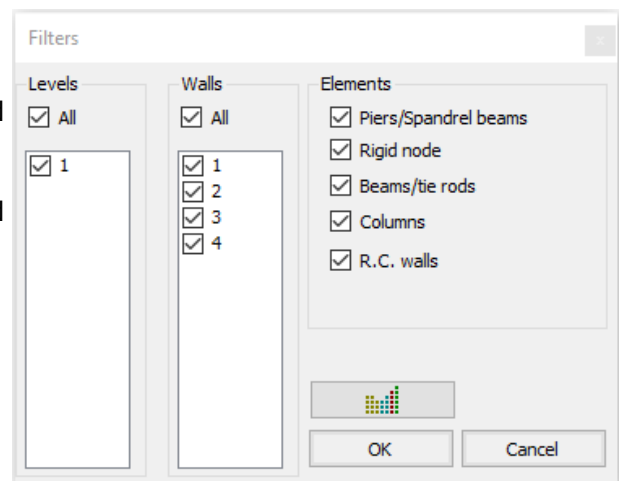 Filters
x
Levels
All
1
Walls
All
1
2
3
4
Elements
Piers/Spandrel beams
Rigid node
Beams/tie rods
Columns
R.C. walls
OK
Cancel